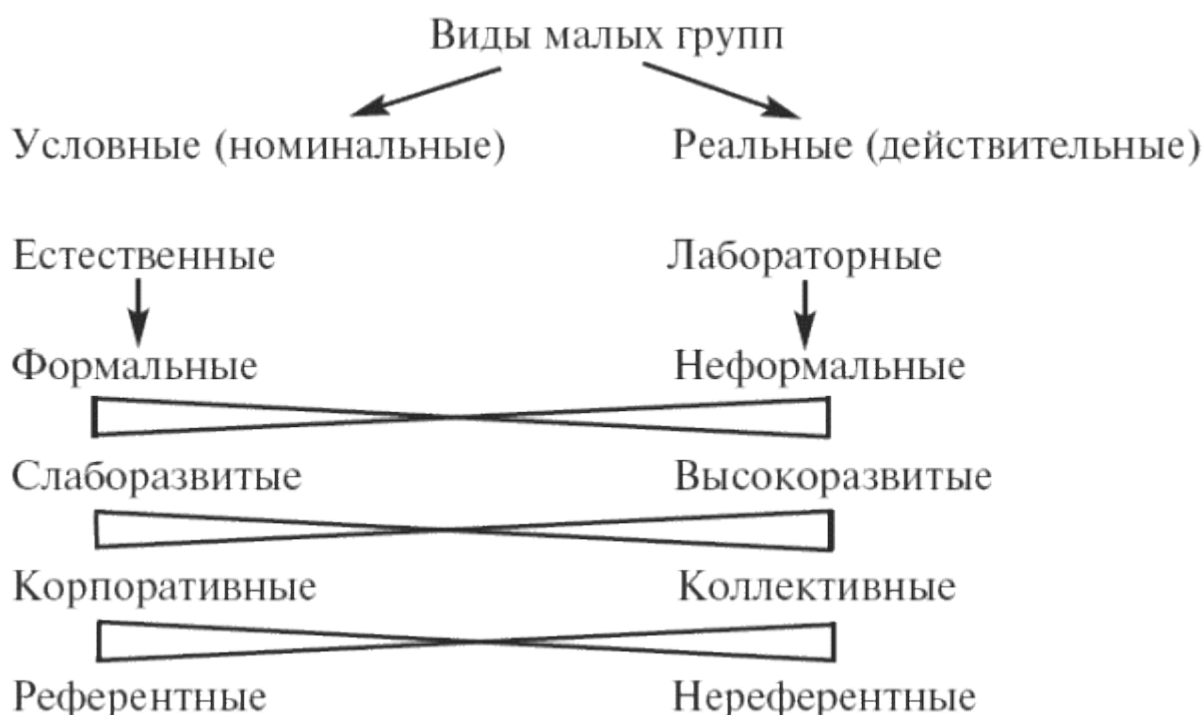 Виды малых групп
Условные (номинальные) Реальные (действительные)
Естественные Лабораторные
Формальные Неформальные
Слаборазвитые Высокоразвитые
Корпоративные Коллективные
Референтные Нереферентные